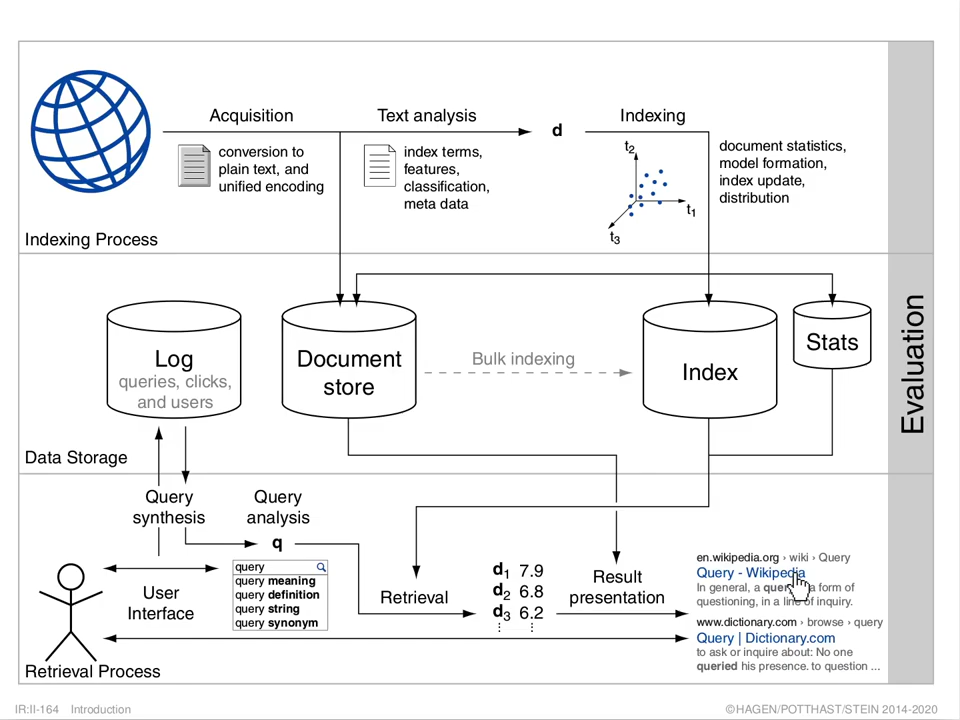 Acquisition
conversion to
plain text, and
unified encoding
Text analysis
index terms,
features,
classification,
meta data
d
Indexing
t2
t1
t3
document statistics,
model formation,
index update,
distribution
Indexing Process
Evaluation
Log
queries, clicks,
and users
Document
store
Bulk indexing
Index
Stats
Data Storage
Query
synthesis
Query
analysis
q
User
Interface
query
query meaning
query definition
query string
query synonym
Retrieval
d1 7.9
d2 6.8
d3 6.2
⋮ ⋮
Result
presentation
en.wikipedia.org › wiki › Query
Query - Wikipedia
In general, a query a form of
questioning, in a line of inquiry.
www.dictionary.com › browse › query
Query | Dictionary.com
to ask or inquire about: No one
queried his presence. to question ...
Retrieval Process
IR:II-164 Introduction
©HAGEN/POTTHAST/STEIN 2014-2020